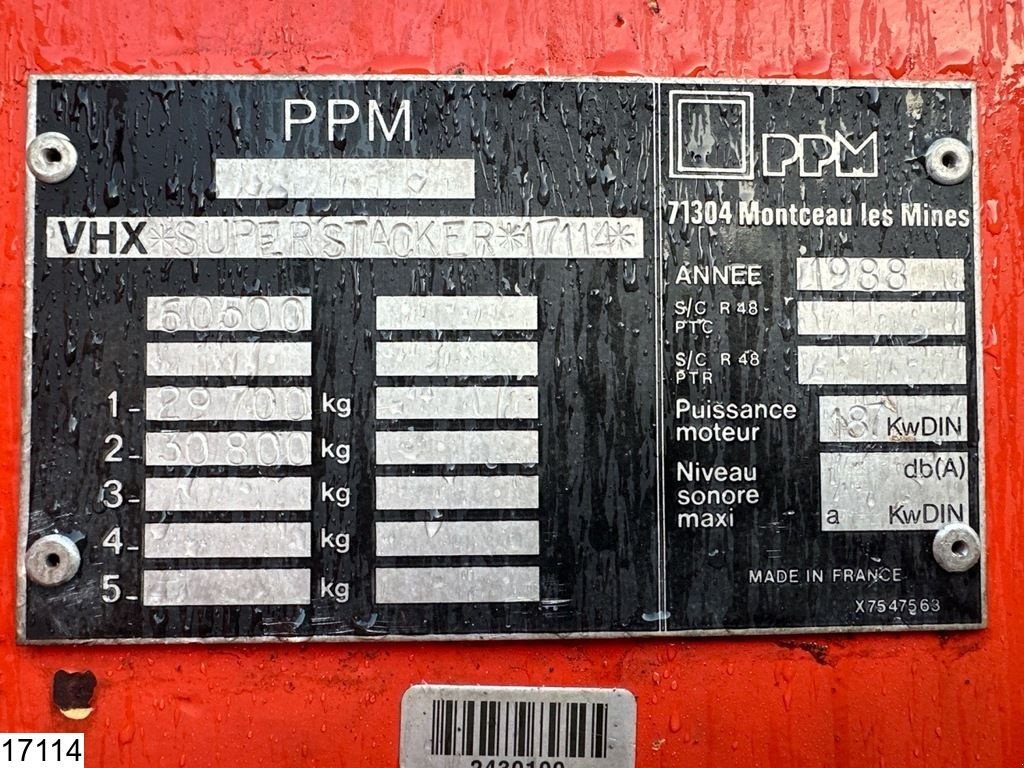 PPM
VHX*SUPERSTACKER*17114*
60500
1- 29700 kg
2- 30800 kg
3- kg
4- kg
5- kg
PPM
71304 Montceau les Mines
ANNEE 1988
S/C R 48
PTC
S/C R 48
PTR
Puissance
moteur 187 KwDIN
Niveau
sonore
maxi
db(A)
a KwDIN
MADE IN FRANCE
X7547563
17114